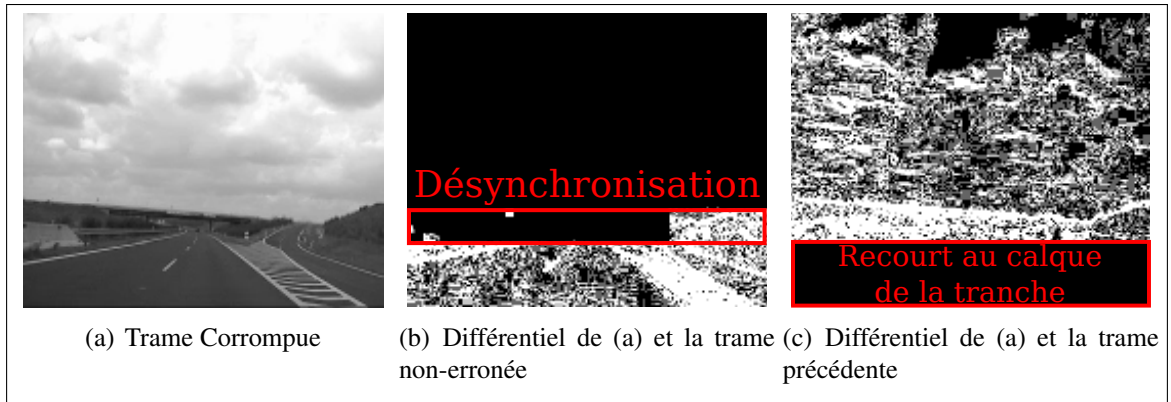 Désynchronisation
Recourt au calque
de la tranche
(a) Trame Corrompue
(b) Différentiel de (a) et la trame
non-erronée
(c) Différentiel de (a) et la trame
précédente